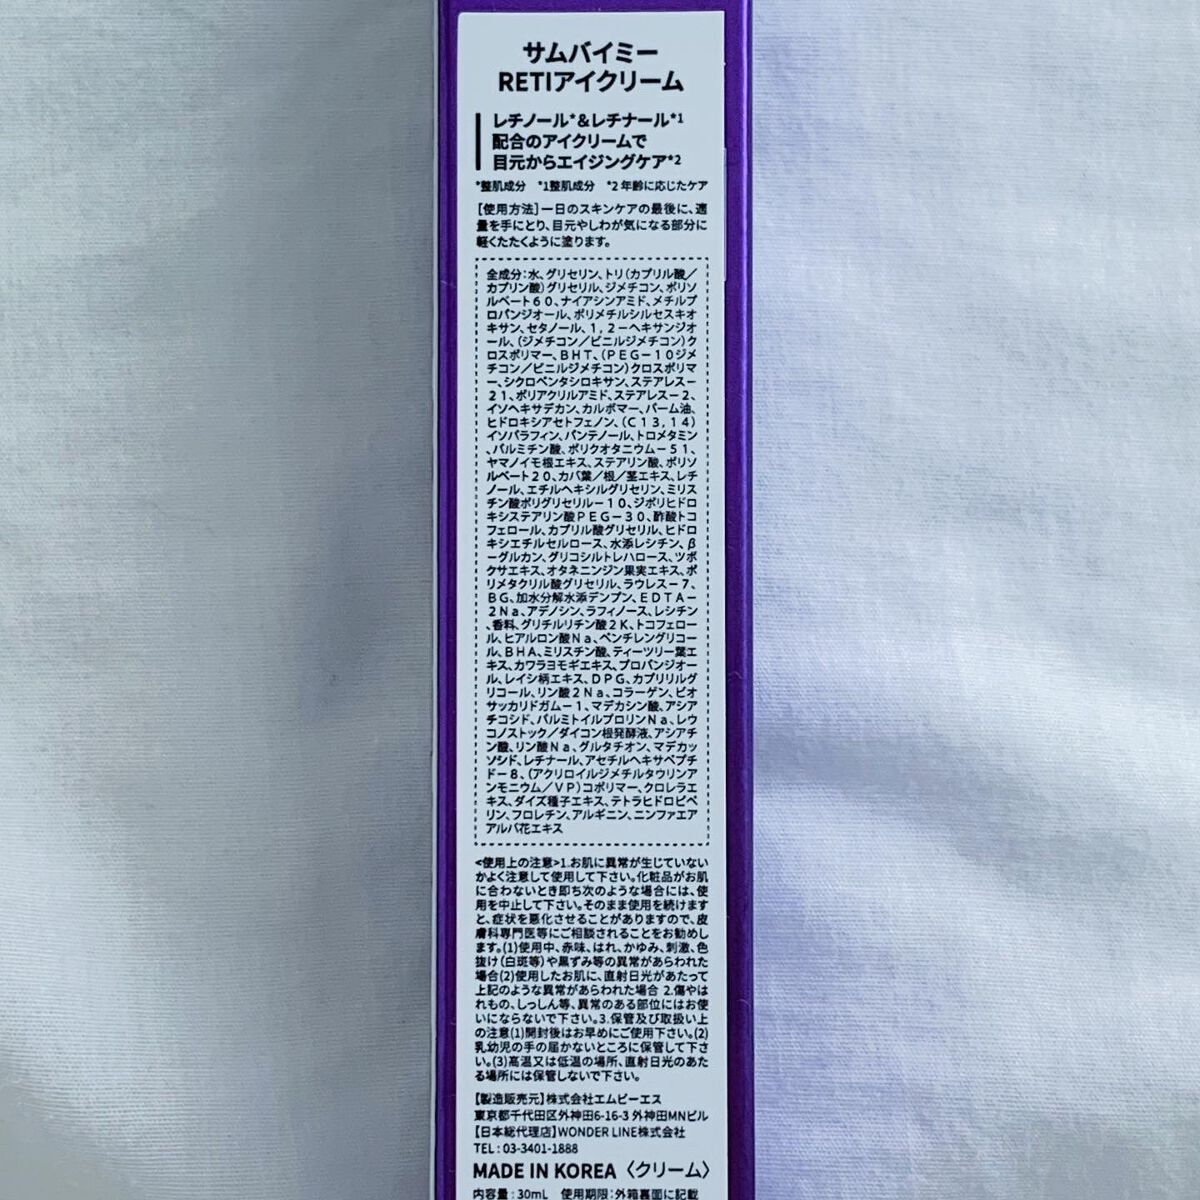 サムバイミー
RETIアイクリーム
レチノール*&レチナール*1
配合のアイクリームで
目元からエイジングケア*2
*整肌成分 *1整肌成分 *2 年齢に応じたケア
[使用方法]一日のスキンケアの最後に、適
量を手にとり、目元やしわが気になる部分に
軽くたたくように塗ります。
全成分:水、グリセリン、トリ(カプリル酸/
カプリン酸)グリセリル、ジメチコン、ポリソ
ルベート60、ナイアシンアミド、メチルプ
ロパンジオール、ポリメチルシルセスキオ
キサン、セタノール、1,2-ヘキサンジオ
ール、(ジメチコン/ビニルジメチコン)ク
ロスポリマー、BHT、(PEG-10ジメ
チコン/ビニルジメチコン)クロスポリマ
ー、シクロペンタシロキサン、ステアレス-
21、ポリアクリルアミド、ステアレス-2、
イソヘキサデカン、カルボマー、パーム油、
ヒドロキシアセトフェノン、(C13,14)
イソパラフィン、パンテノール、トロメタミン
、パルミチン酸、ポリクオタニウム-51、
ヤマノイモ根エキス、ステアリン酸、ポリソ
ルベート20、カバ葉/根/茎エキス、レチ
ノール、エチルヘキシルグリセリン、ミリス
チン酸ポリグリセリル-10、ジポリヒドロ
キシステアリン酸PEG-30、酢酸トコ
フェロール、カプリル酸グリセリル、ヒドロ
キシエチルセルロース、水添レシチン、β
-グルカン、グリコシルトレハロース、ツボ
クサエキス、オタネニンジン果実エキス、ポ
リメタクリル酸グリセリル、ラウレス-7、
BG、加水分解水添デンプン、EDTA-
2Na、アデノシン、ラフィノース、レシチン
、香料、グリチルリチン酸2K、トコフェロー
ル、ヒアルロン酸Na、ペンチレングリコー
ル、BHA、ミリスチン酸、ティーツリー葉エ
キス、カワラヨモギエキス、プロパンジオー
ル、レイシ柄エキス、DPG、カプリリルグ
リコール、リン酸2Na、コラーゲン、ビオ
サッカリドガム-1、マデカシン酸、アシア
チコシド、パルミトイルプロリンNa、レウ
コノストック/ダイコン根発酵液、アシアチ
ン酸、リン酸Na、グルタチオン、マデカッ
ソシド、レチナール、アセチルヘキサペプチ
ド-8、(アクリロイルジメチルタウリンア
ンモニウム/VP)コポリマー、クロレラエ
キス、ダイズ種子エキス、テトラヒドロピペ
リン、フロレチン、アルギニン、ニンファエア
アルバ花エキス
<使用上の注意>1.お肌に異常が生じていない
かよく注意して使用して下さい。化粧品がお肌
に合わないとき即ち次のような場合には、使
用を中止して下さい。そのまま使用を続けます
と、症状を悪化させることがありますので、皮
膚科専門医等にご相談されることをお勧めし
ます。(1)使用中、赤味、はれ、かゆみ、刺激、色
抜け(白斑等)や黒ずみ等の異常があらわれた
場合(2)使用したお肌に、直射日光があたって
上記のような異常があらわれた場合 2.傷やは
れもの、しっしん等、異常のある部位にはお使
いにならないで下さい。3.保管及び取扱い上
の注意(1)開封後はお早めにご使用下さい。(2)
乳幼児の手の届かないところに保管して下さ
い。(3)高温又は低温の場所、直射日光のあた
る場所には保管しないで下さい。
【製造販売元】株式会社エムビーエス
東京都千代田区外神田6-16-3 外神田MNビル
【日本総代理店】WONDER LINE株式会社
TEL : 03-3401-1888
MADE IN KOREA 〈クリーム〉
内容量 : 30mL 使用期限:外箱裏面に記載